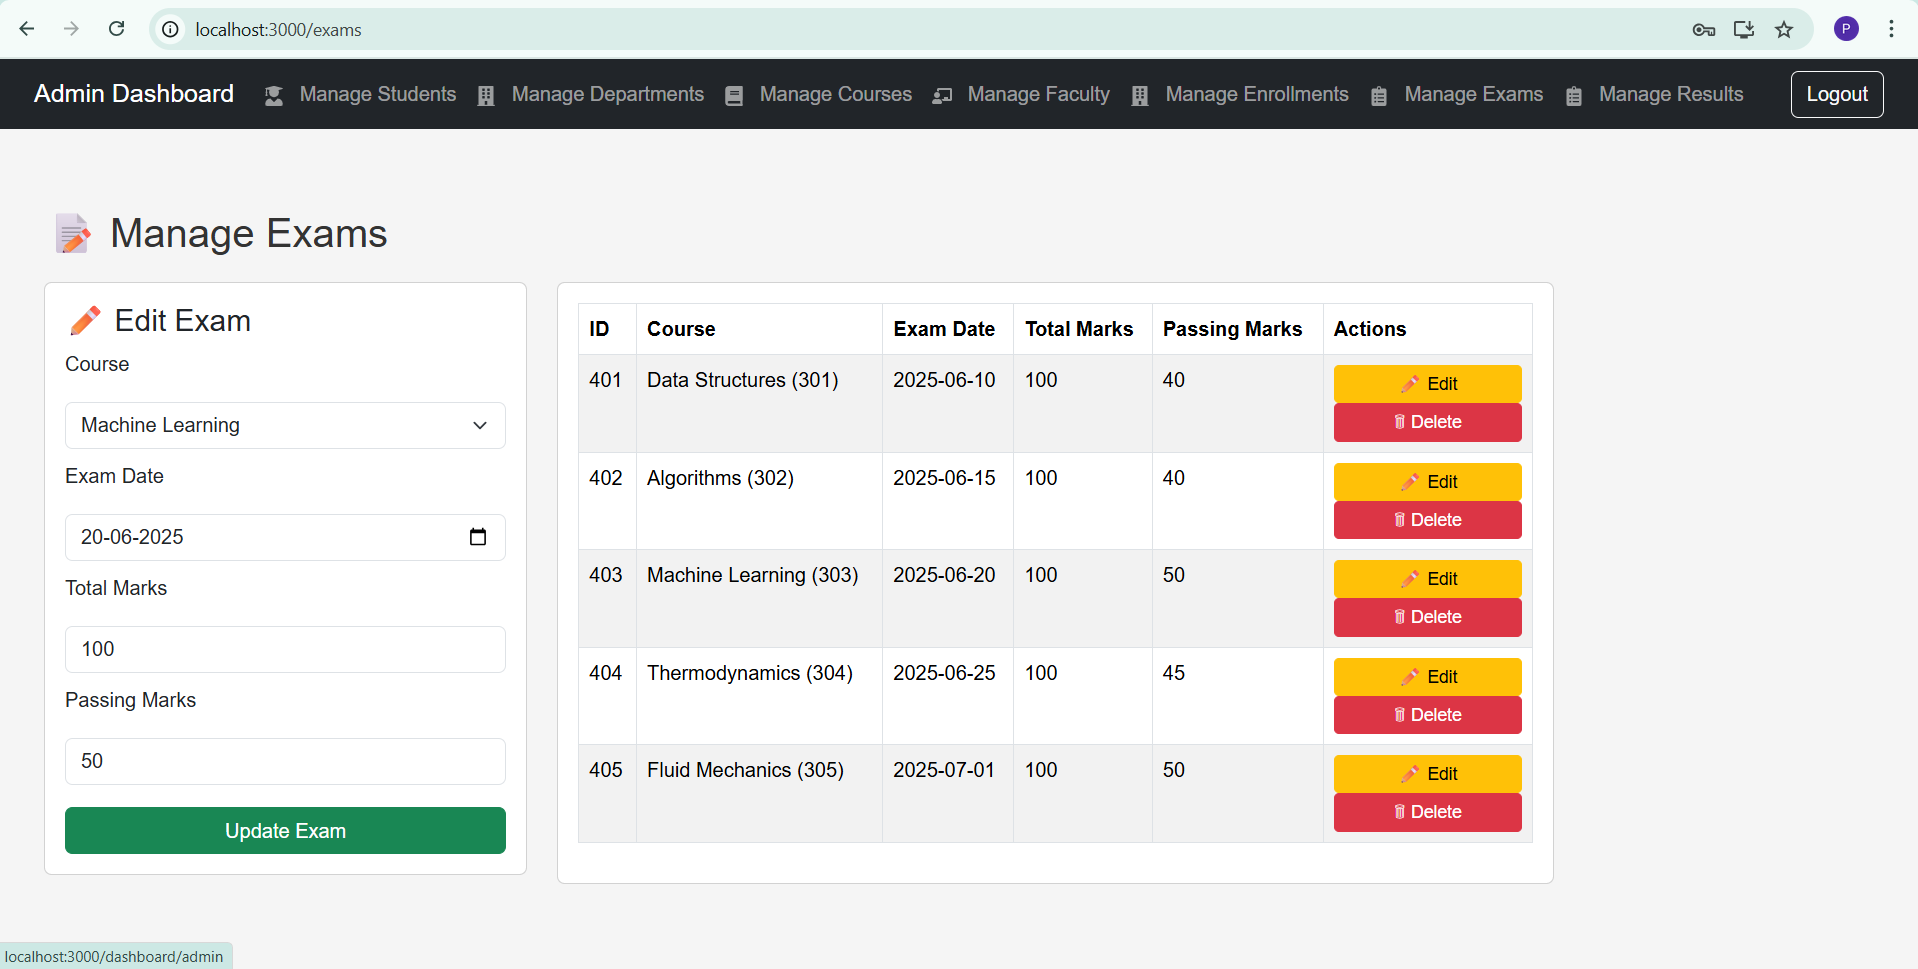 localhost:3000/exams
P
Admin Dashboard Manage Students Manage Departments Manage Courses Manage Faculty Manage Enrollments Manage Exams Manage Results Logout
Manage Exams
Edit Exam
Course
Machine Learning
Exam Date
20-06-2025
Total Marks
100
Passing Marks
50
Update Exam
ID Course Exam Date Total Marks Passing Marks Actions
401 Data Structures (301) 2025-06-10 100 40 Edit
Delete
402 Algorithms (302) 2025-06-15 100 40 Edit
Delete
403 Machine Learning (303) 2025-06-20 100 50 Edit
Delete
404 Thermodynamics (304) 2025-06-25 100 45 Edit
Delete
405 Fluid Mechanics (305) 2025-07-01 100 50 Edit
Delete
localhost:3000/dashboard/admin